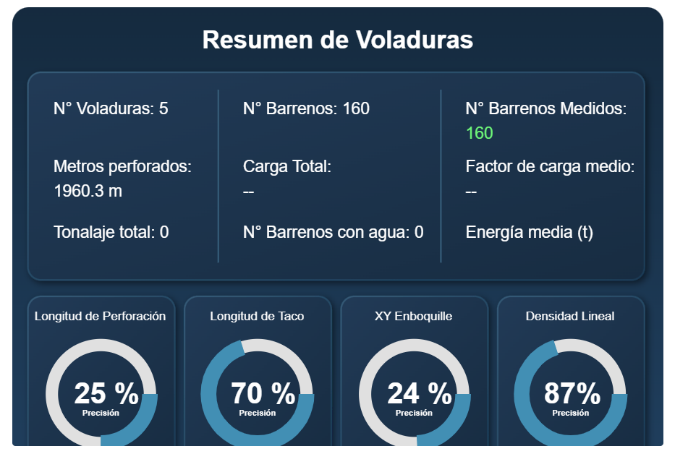 Resumen de Voladuras
N° Voladuras: 5
N° Barrenos: 160
N° Barrenos Medidos:
160
Metros perforados:
1960.3 m
Carga Total:
--
Factor de carga medio:
--
Tonalaje total: 0
N° Barrenos con agua: 0
Energía media (t)
Longitud de Perforación
25 %
Precisión
Longitud de Taco
70 %
Precisión
XY Enboquille
24 %
Precisión
Densidad Lineal
87%
Precisión